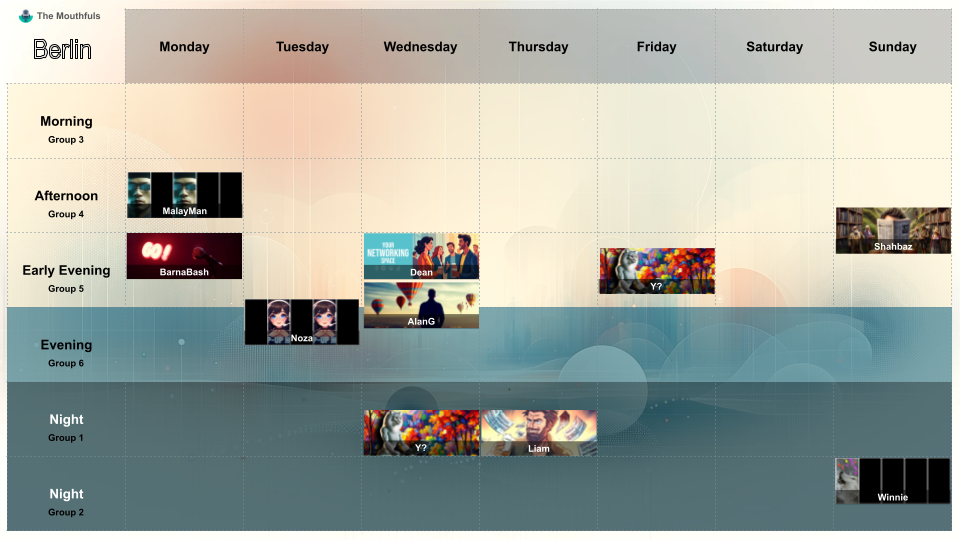 The Mouthfuls
Berlin
Monday
Tuesday
Wednesday
Thursday
Friday
Saturday
Sunday
Morning
Group 3
Afternoon
Group 4
MalayMan
Shahbaz
Early Evening
Group 5
BarnaBash
YOUR
NETWORKING
SPACE
Dean
AlanG
Y?
Evening
Group 6
Noza
Night
Group 1
Y?
Liam
Night
Group 2
Winnie